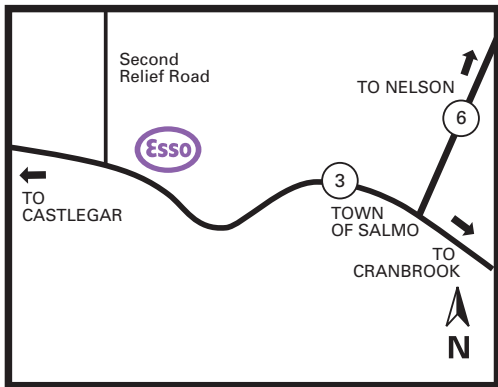 Second
Relief Road
TO NELSON
6
Esso
3
TO
CASTLEGAR
TOWN
OF SALMO
TO
CRANBROOK
N